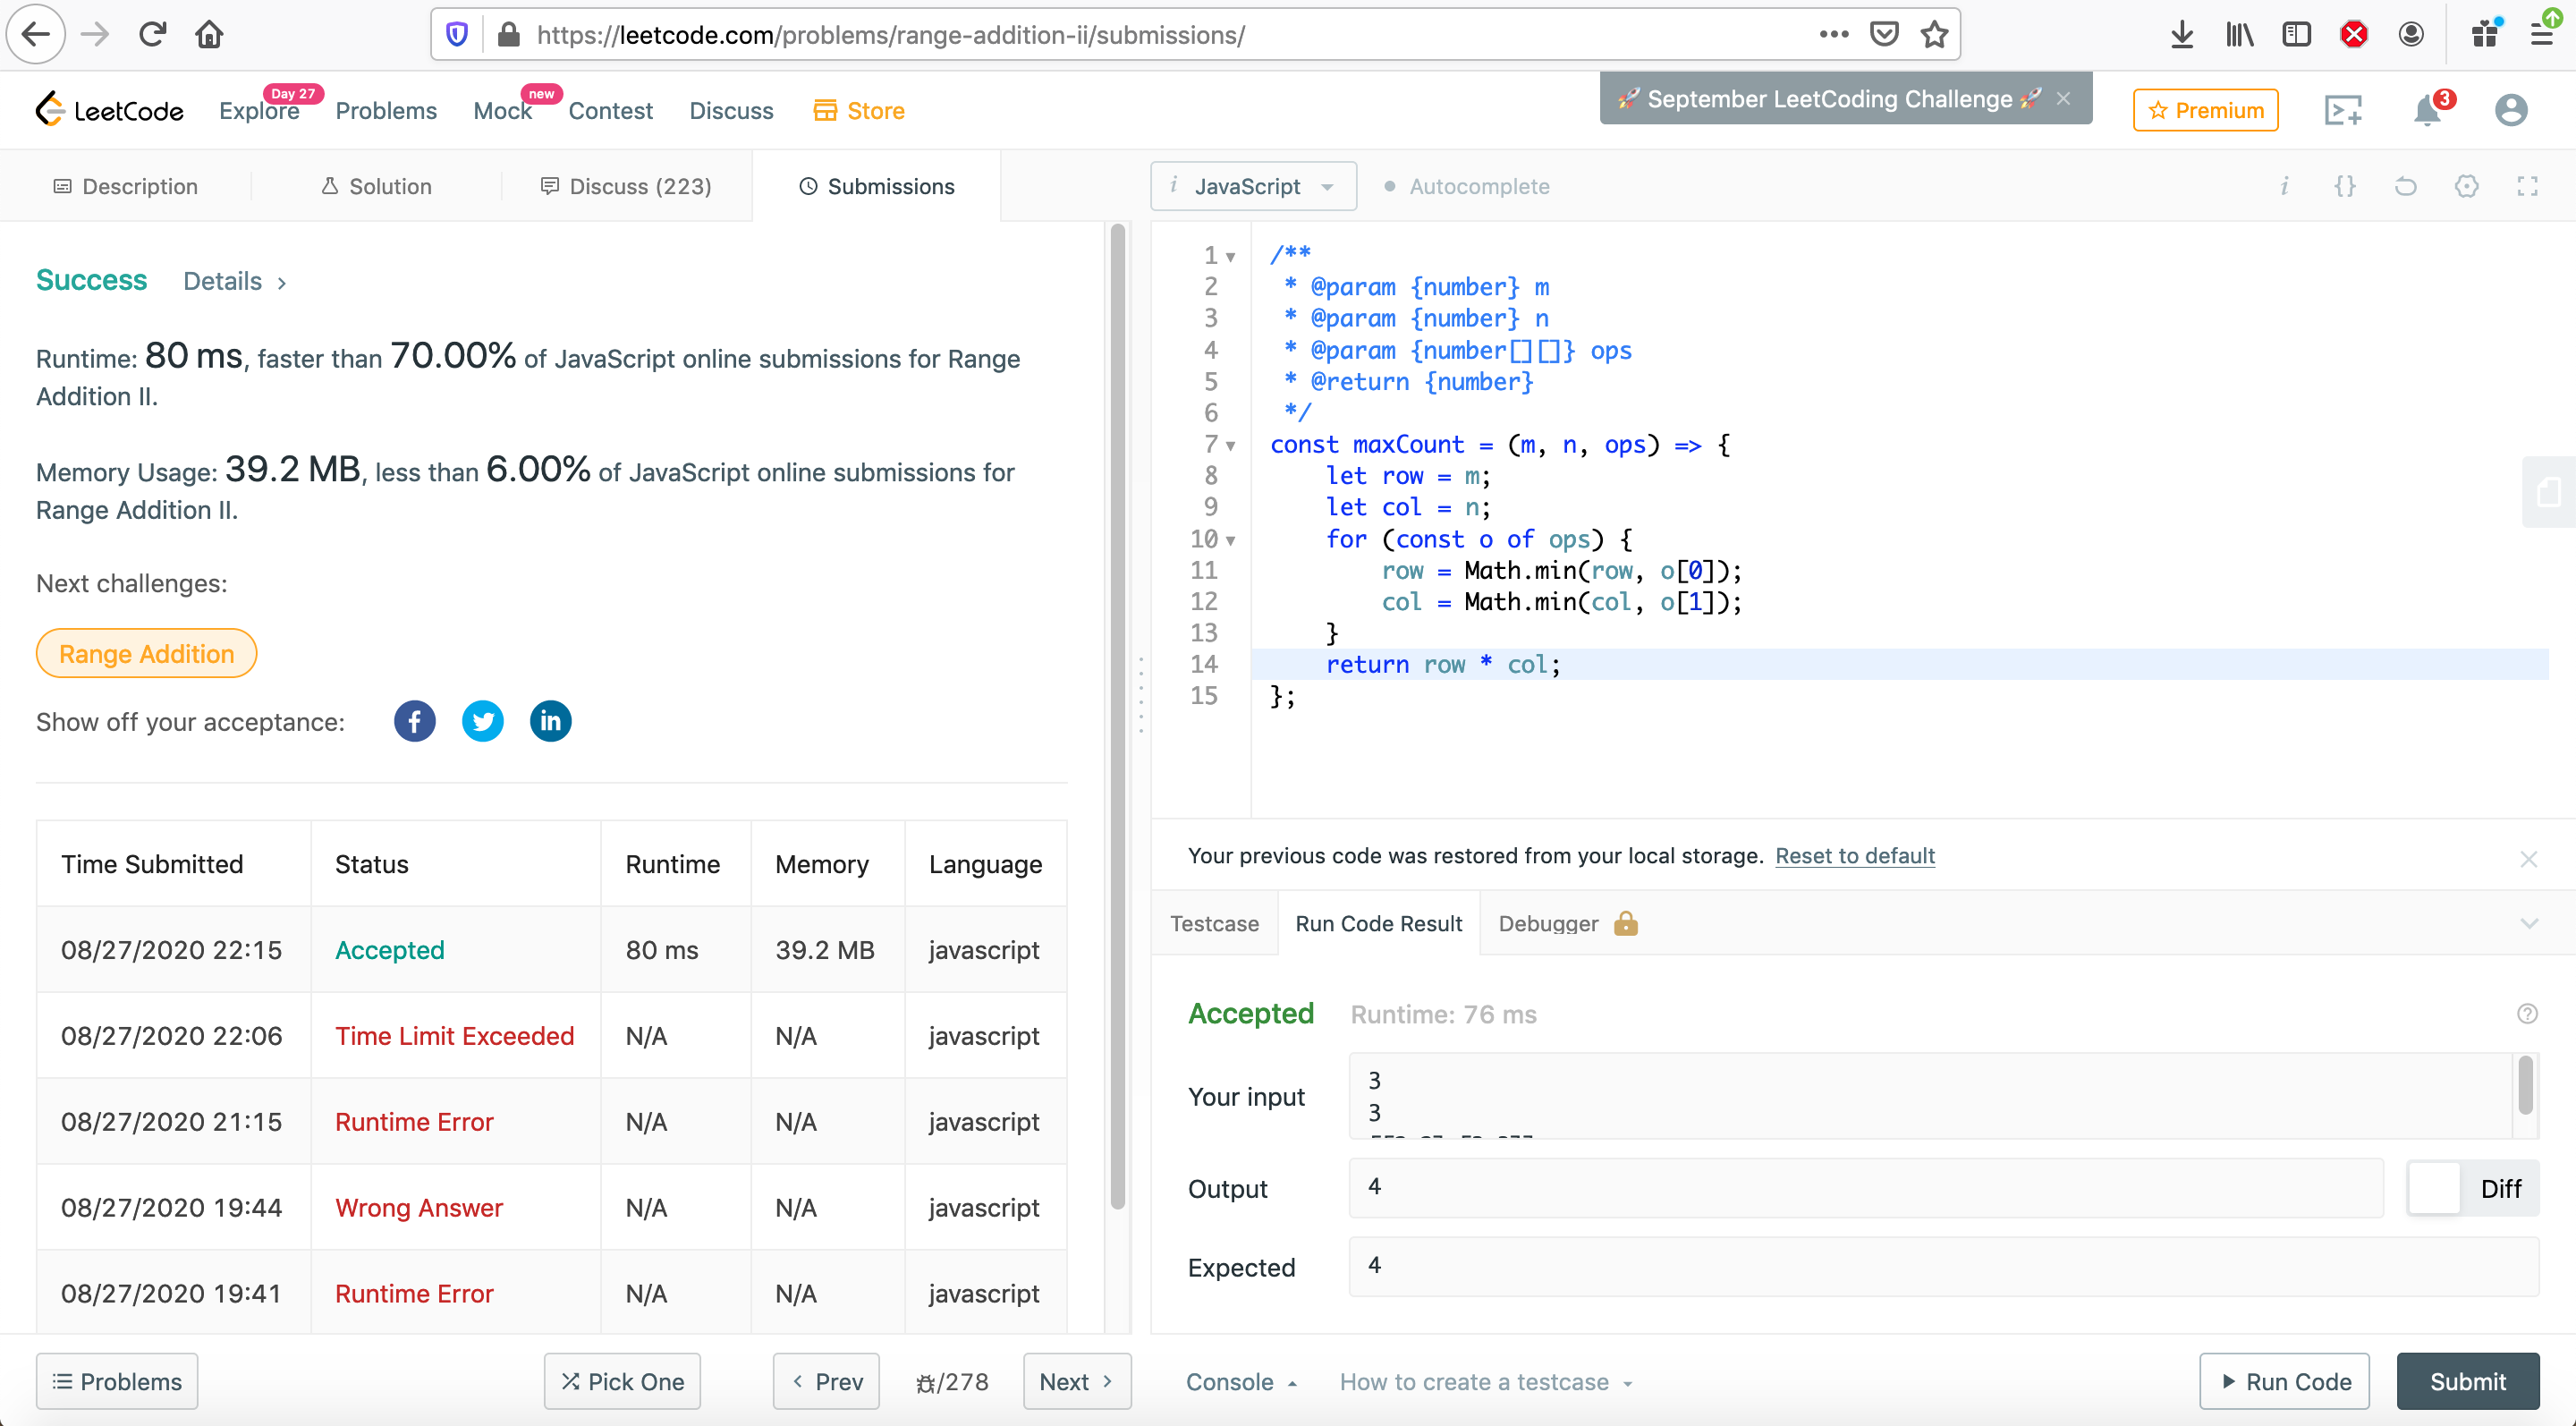 https://leetcode.com/problems/range-addition-ii/submissions/
LeetCode
Explore
Day 27
Problems
Mock
new
Contest
Discuss
Store
🚀 September LeetCoding Challenge 🚀
Premium
3
Description
Solution
Discuss (223)
Submissions
i JavaScript
Autocomplete
i {}
Success Details >
Runtime: 80 ms, faster than 70.00% of JavaScript online submissions for Range
Addition II.
Memory Usage: 39.2 MB, less than 6.00% of JavaScript online submissions for
Range Addition II.
Next challenges:
Range Addition
Show off your acceptance:
f
in
Time Submitted Status Runtime Memory Language
08/27/2020 22:15 Accepted 80 ms 39.2 MB javascript
08/27/2020 22:06 Time Limit Exceeded N/A N/A javascript
08/27/2020 21:15 Runtime Error N/A N/A javascript
08/27/2020 19:44 Wrong Answer N/A N/A javascript
08/27/2020 19:41 Runtime Error N/A N/A javascript
Problems
Pick One
< Prev
/278
Next >
1 /**
2 * @param {number} m
3 * @param {number} n
4 * @param {number[][]} ops
5 * @return {number}
6 */
7 const maxCount = (m, n, ops) => {
8 let row = m;
9 let col = n;
10 for (const o of ops) {
11 row = Math.min(row, o[0]);
12 col = Math.min(col, o[1]);
13 }
14 return row * col;
15 };
Your previous code was restored from your local storage. Reset to default
Testcase
Run Code Result
Debugger
Accepted Runtime: 76 ms
?
Your input
3
3
Output
4
Diff
Expected
4
Console
How to create a testcase
Run Code
Submit